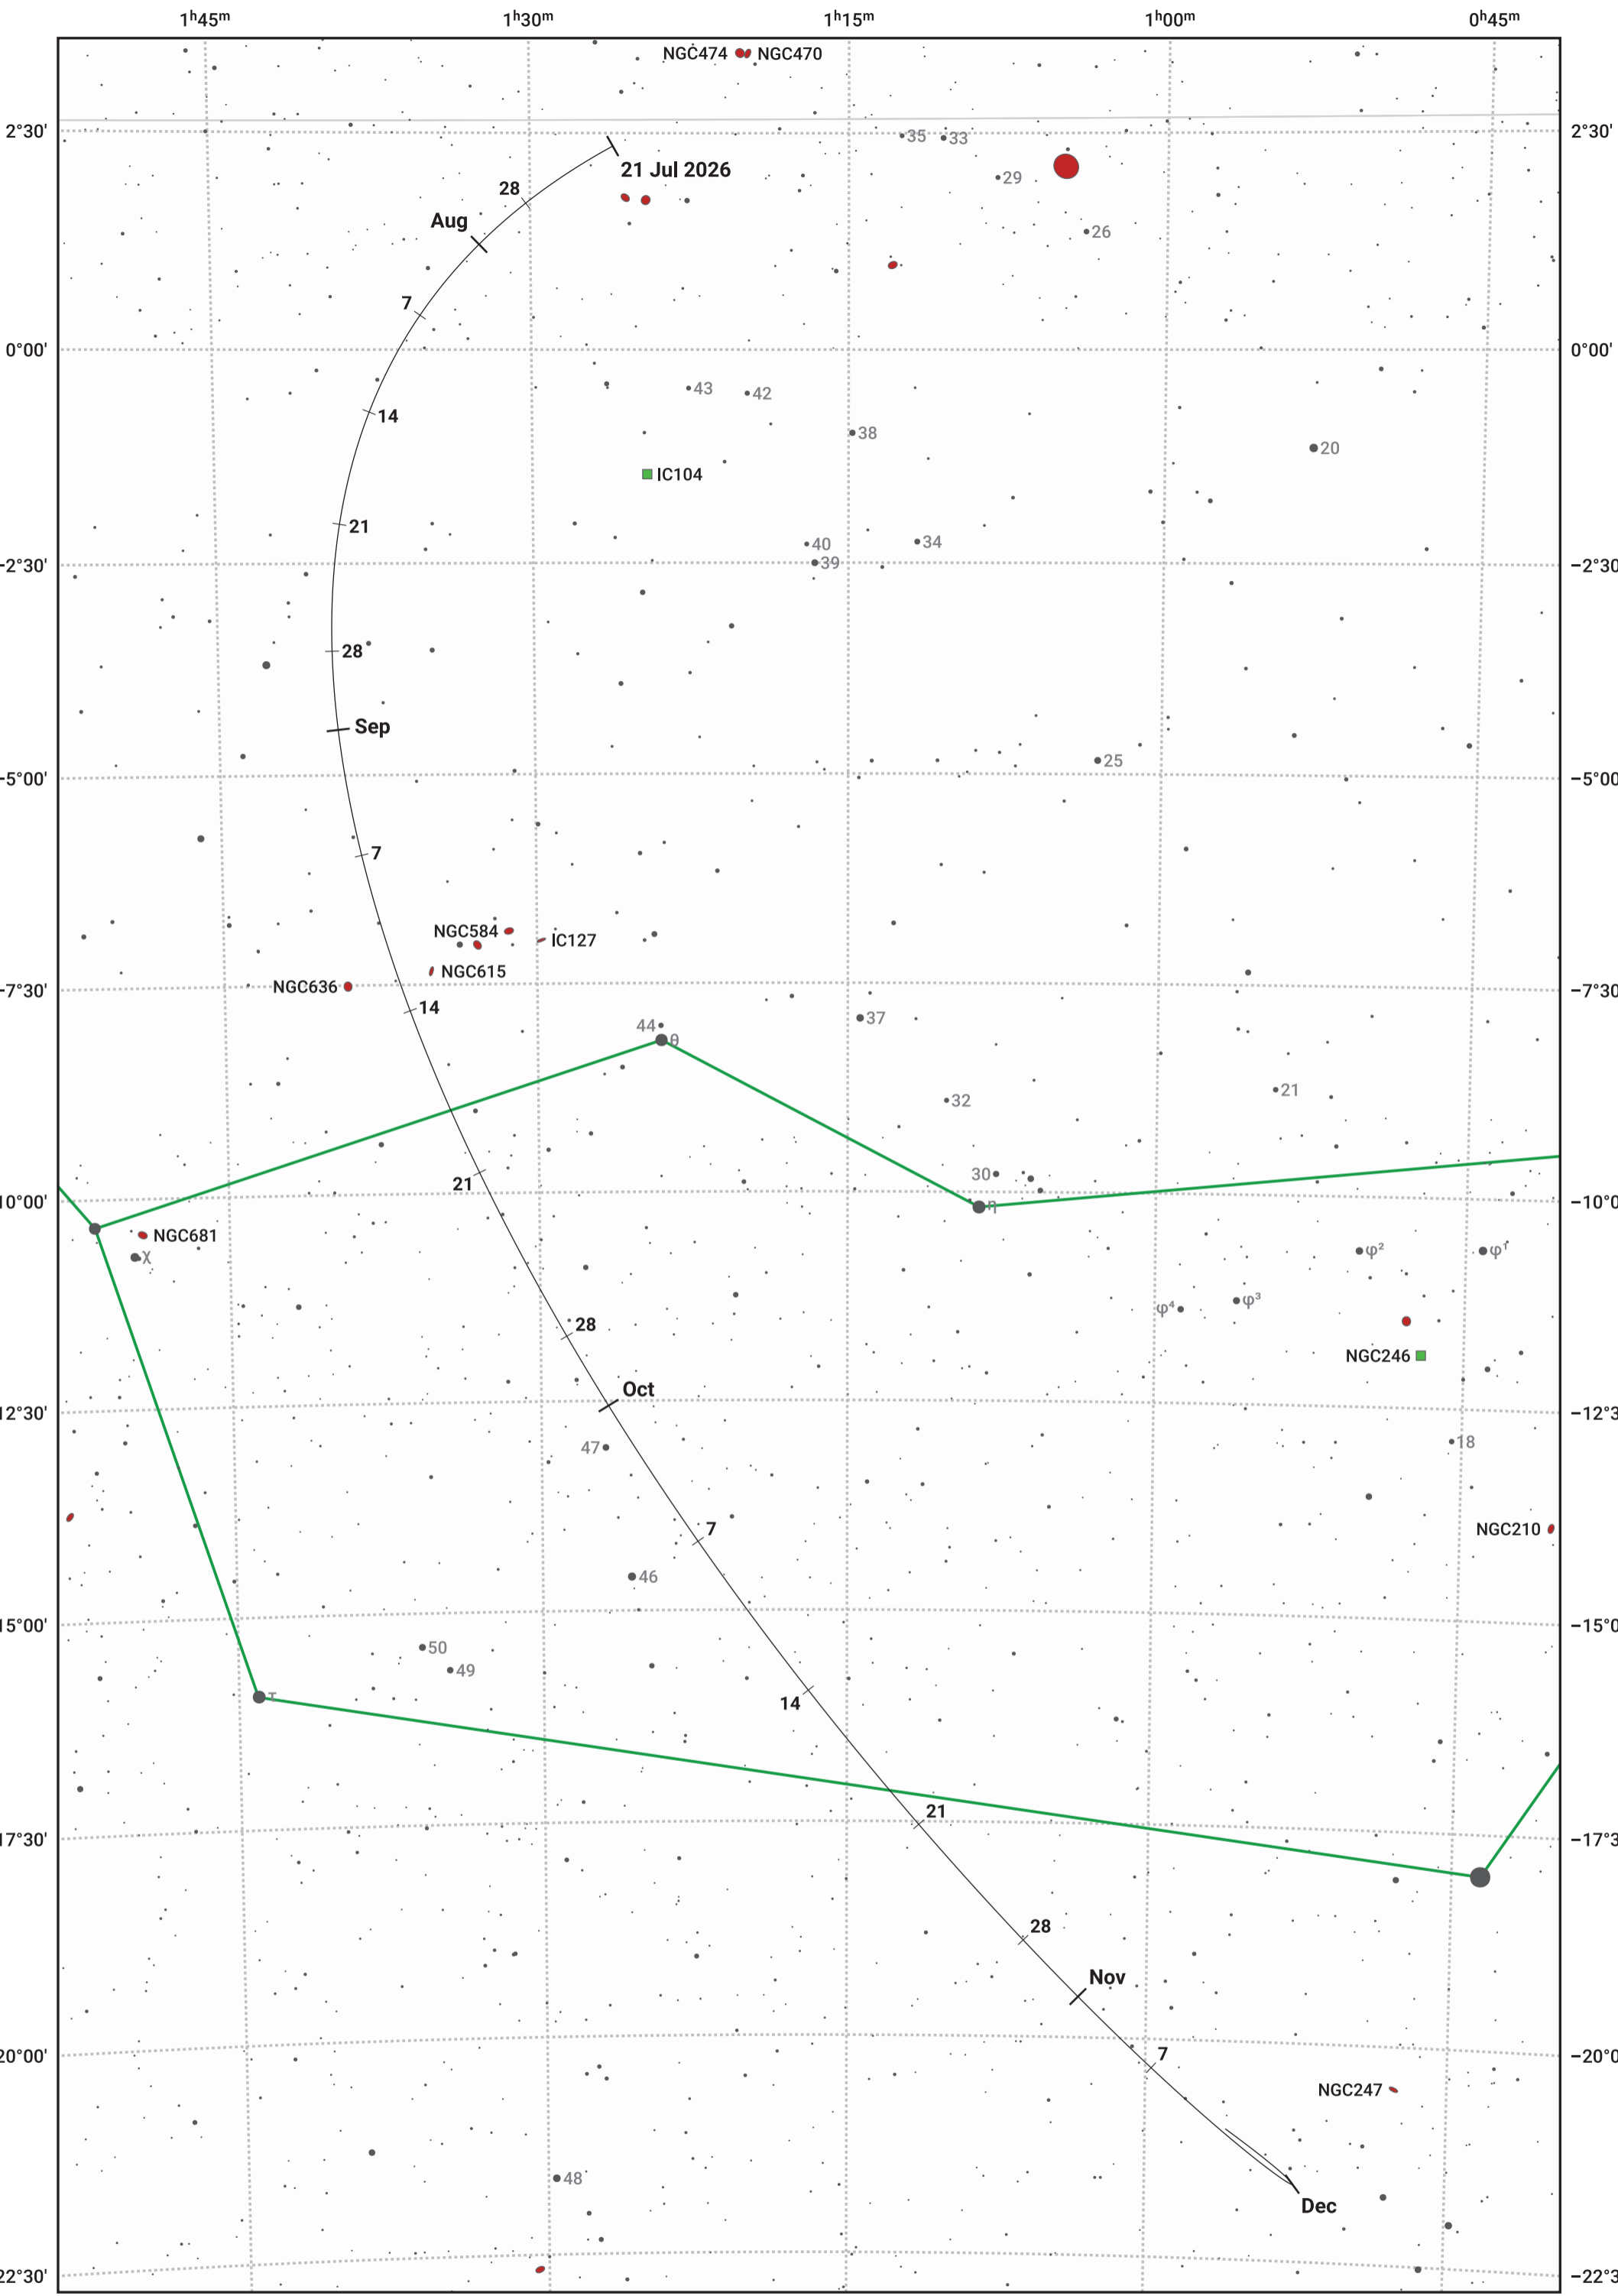 1h45m 1h30m 1h15m 1h00m 0h45m
NGC474 NGC470
2°30' 35 33 2°30'
21 Jul 2026
29
28
Aug
26
7
0°00' 0°00'
43 42
14
38
20
IC104
21
40 34
39
−2°30' −2°30
28
Sep
25
−5°00' −5°00
7
NGC584 IC127
NGC615
NGC636
−7°30' −7°30
14
44 37
θ
21
32
30
21
10°00' −10°0
η
NGC681
χ
φ² φ¹
φ³
φ⁴
28
NGC246
Oct
12°30' −12°3
18
47
7
NGC210
46
15°00' −15°0
50
49
τ
14
21
17°30' −17°3
28
Nov
20°00' 7 −20°0
NGC247
48
Dec
22°30' −22°3